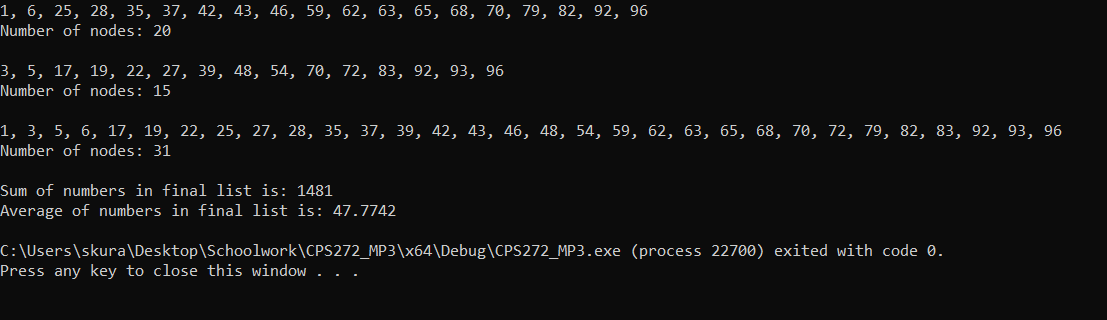 1, 6, 25, 28, 35, 37, 42, 43, 46, 59, 62, 63, 65, 68, 70, 79, 82, 92, 96
Number of nodes: 20
3, 5, 17, 19, 22, 27, 39, 48, 54, 70, 72, 83, 92, 93, 96
Number of nodes: 15
1, 3, 5, 6, 17, 19, 22, 25, 27, 28, 35, 37, 39, 42, 43, 46, 48, 54, 59, 62, 63, 65, 68, 70, 72, 79, 82, 83, 92, 93, 96
Number of nodes: 31
Sum of numbers in final list is: 1481
Average of numbers in final list is: 47.7742
C:\Users\skura\Desktop\Schoolwork\CPS272_MP3\x64\Debug\CPS272_MP3.exe (process 22700) exited with code 0.
Press any key to close this window . . .